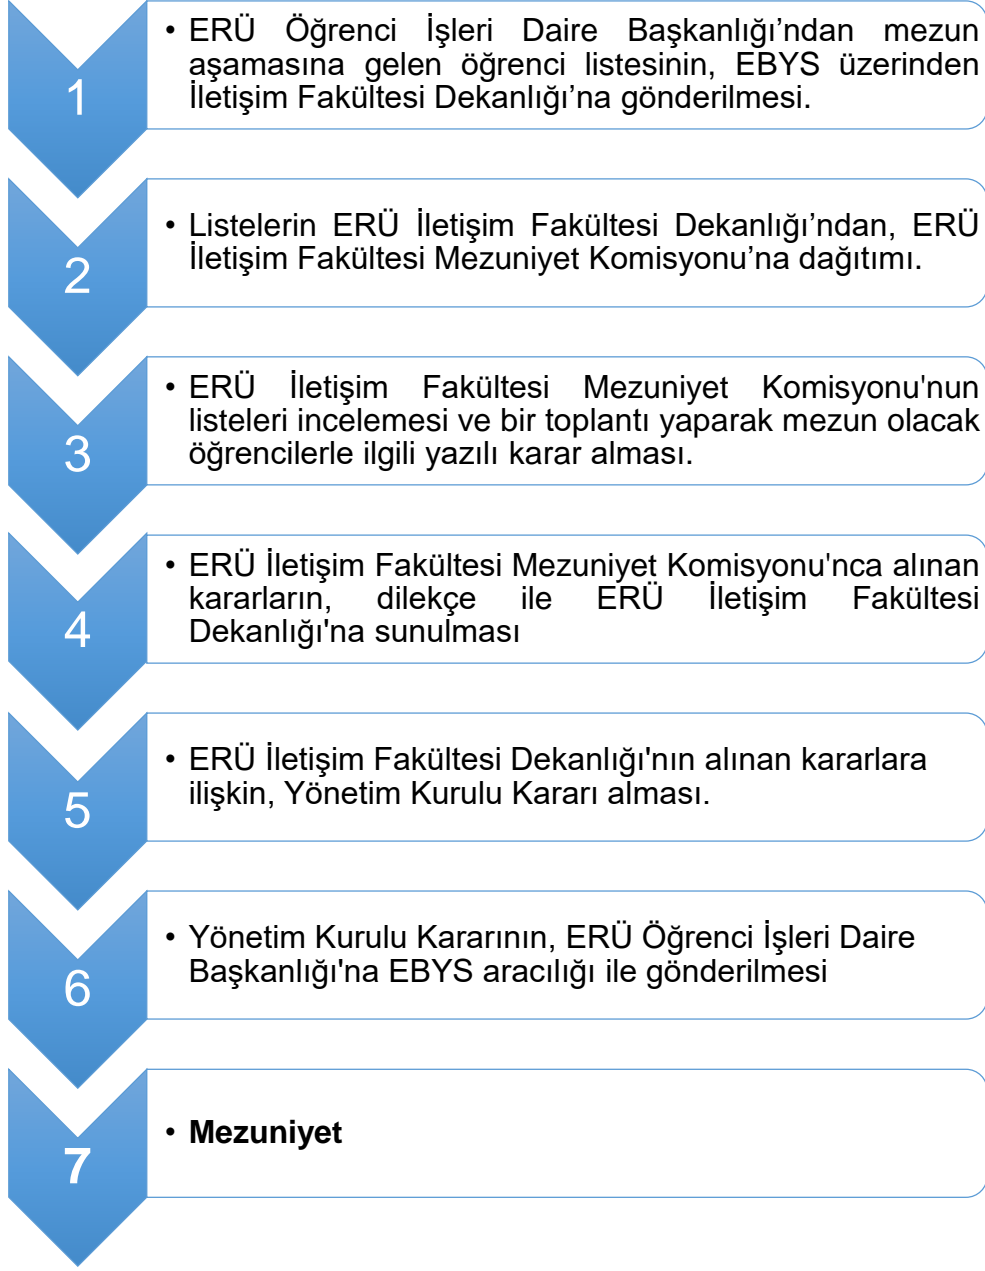 1
• ERÜ Öğrenci İşleri Daire Başkanlığı’ndan mezun
aşamasına gelen öğrenci listesinin, EBYS üzerinden
İletişim Fakültesi Dekanlığı’na gönderilmesi.
2
• Listelerin ERÜ İletişim Fakültesi Dekanlığı’ndan, ERÜ
İletişim Fakültesi Mezuniyet Komisyonu’na dağıtımı.
3
• ERÜ İletişim Fakültesi Mezuniyet Komisyonu'nun
listeleri incelemesi ve bir toplantı yaparak mezun olacak
öğrencilerle ilgili yazılı karar alması.
4
• ERÜ İletişim Fakültesi Mezuniyet Komisyonu'nca alınan
kararların, dilekçe ile ERÜ İletişim Fakültesi
Dekanlığı'na sunulması
5
• ERÜ İletişim Fakültesi Dekanlığı'nın alınan kararlara
ilişkin, Yönetim Kurulu Kararı alması.
6
• Yönetim Kurulu Kararının, ERÜ Öğrenci İşleri Daire
Başkanlığı'na EBYS aracılığı ile gönderilmesi
7
• Mezuniyet